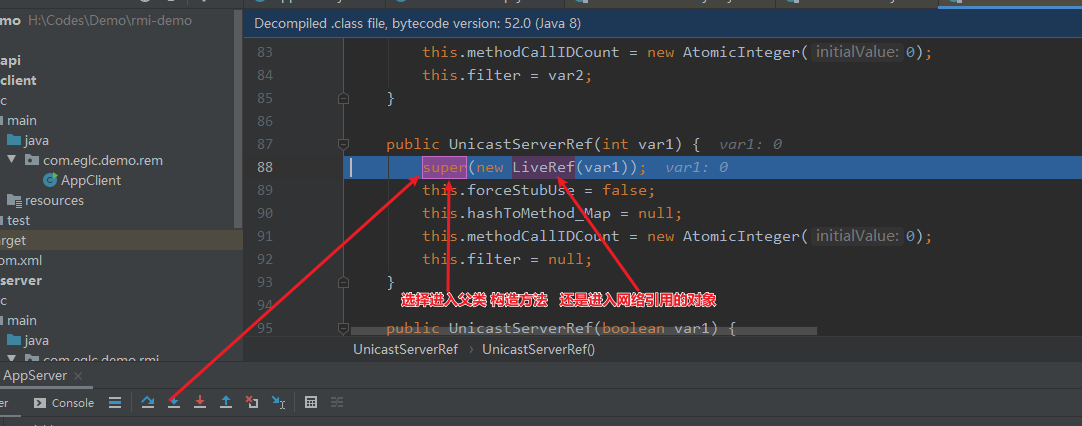 Decompiled .class file, bytecode version: 52.0 (Java 8)
emo H:\Codes\Demo\rmi-demo
api
client
main
java
com.eglc.demo.rem
AppClient
resources
test
arget
om.xml
server
main
java
com.eglc.demo.rmi
83 this.methodCallIDCount = new AtomicInteger( initialValue: 0);
84 this.filter = var2;
85 }
86
87 public UnicastServerRef(int var1) { var1: 0
88 super(new LiveRef(var1)); var1: 0
89 this.forceStubUse = false;
90 this.hashToMethod_Map = null;
91 this.methodCallIDCount = new AtomicInteger( initialValue: 0);
92 this.filter = null;
93 }
选择进入父类 构造方法 还是进入网络引用的对象
94
95 public UnicastServerRef(boolean var1) {
UnicastServerRef › UnicastServerRef()
AppServer ×
er Console